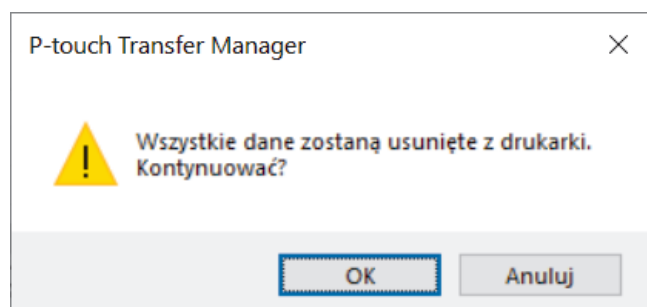 P-touch Transfer Manager
Wszystkie dane zostaną usunięte z drukarki.
Kontynuować?
OK
Anuluj